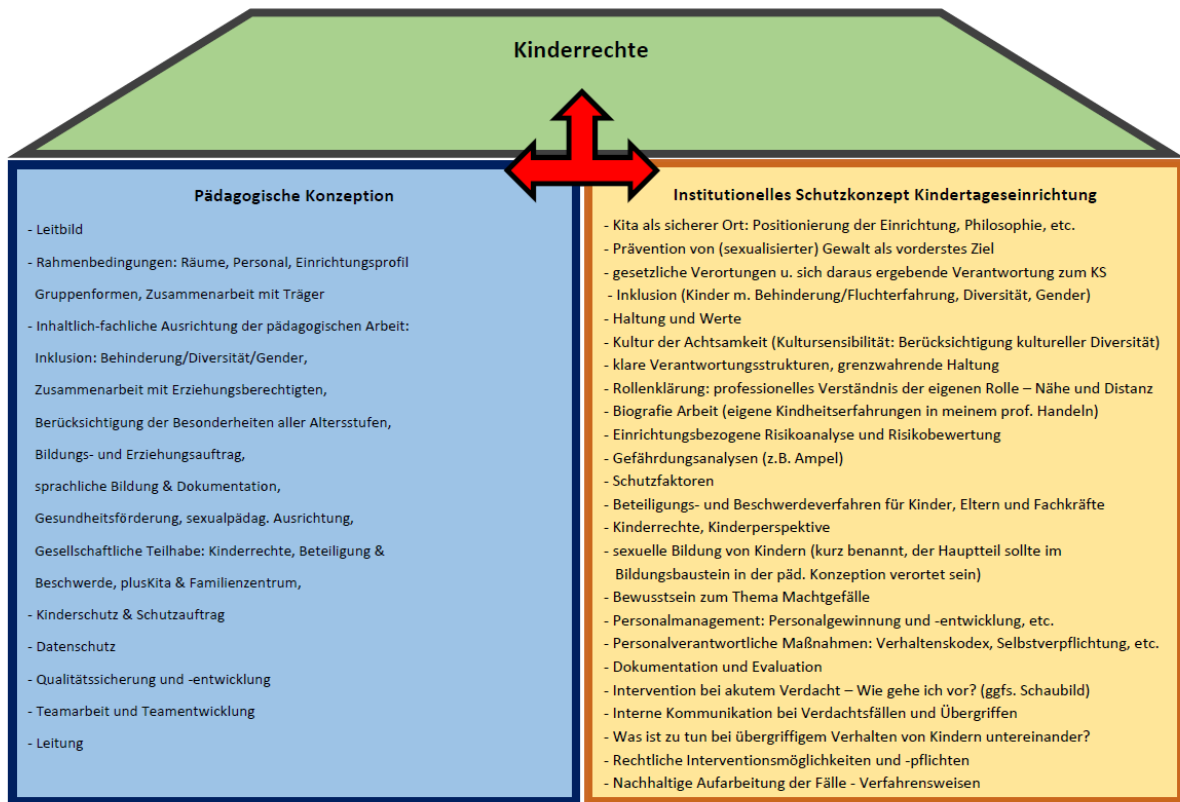 Kinderrechte
Pädagogische Konzeption
- Leitbild
- Rahmenbedingungen: Räume, Personal, Einrichtungsprofil
Gruppenformen, Zusammenarbeit mit Träger
- Inhaltlich-fachliche Ausrichtung der pädagogischen Arbeit:
Inklusion: Behinderung/Diversität/Gender,
Zusammenarbeit mit Erziehungsberechtigten,
Berücksichtigung der Besonderheiten aller Altersstufen,
Bildungs- und Erziehungsauftrag,
sprachliche Bildung & Dokumentation,
Gesundheitsförderung, sexualpädag. Ausrichtung,
Gesellschaftliche Teilhabe: Kinderrechte, Beteiligung &
Beschwerde, plusKita & Familienzentrum,
- Kinderschutz & Schutzauftrag
- Datenschutz
- Qualitätssicherung und -entwicklung
- Teamarbeit und Teamentwicklung
- Leitung
Institutionelles Schutzkonzept Kindertageseinrichtung
- Kita als sicherer Ort: Positionierung der Einrichtung, Philosophie, etc.
- Prävention von (sexualisierter) Gewalt als vorderstes Ziel
- gesetzliche Verortungen u. sich daraus ergebende Verantwortung zum KS
- Inklusion (Kinder m. Behinderung/Fluchterfahrung, Diversität, Gender)
- Haltung und Werte
- Kultur der Achtsamkeit (Kultursensibilität: Berücksichtigung kultureller Diversität)
- klare Verantwortungsstrukturen, grenzwahrende Haltung
- Rollenklärung: professionelles Verständnis der eigenen Rolle – Nähe und Distanz
- Biografie Arbeit (eigene Kindheitserfahrungen in meinem prof. Handeln)
- Einrichtungsbezogene Risikoanalyse und Risikobewertung
- Gefährdungsanalysen (z.B. Ampel)
- Schutzfaktoren
- Beteiligungs- und Beschwerdeverfahren für Kinder, Eltern und Fachkräfte
- Kinderrechte, Kinderperspektive
- sexuelle Bildung von Kindern (kurz benannt, der Hauptteil sollte im
Bildungsbaustein in der päd. Konzeption verortet sein)
- Bewusstsein zum Thema Machtgefälle
- Personalmanagement: Personalgewinnung und -entwicklung, etc.
- Personalverantwortliche Maßnahmen: Verhaltenskodex, Selbstverpflichtung, etc.
- Dokumentation und Evaluation
- Intervention bei akutem Verdacht – Wie gehe ich vor? (ggfs. Schaubild)
- Interne Kommunikation bei Verdachtsfällen und Übergriffen
- Was ist zu tun bei übergriffigem Verhalten von Kindern untereinander?
- Rechtliche Interventionsmöglichkeiten und -pflichten
- Nachhaltige Aufarbeitung der Fälle - Verfahrensweisen